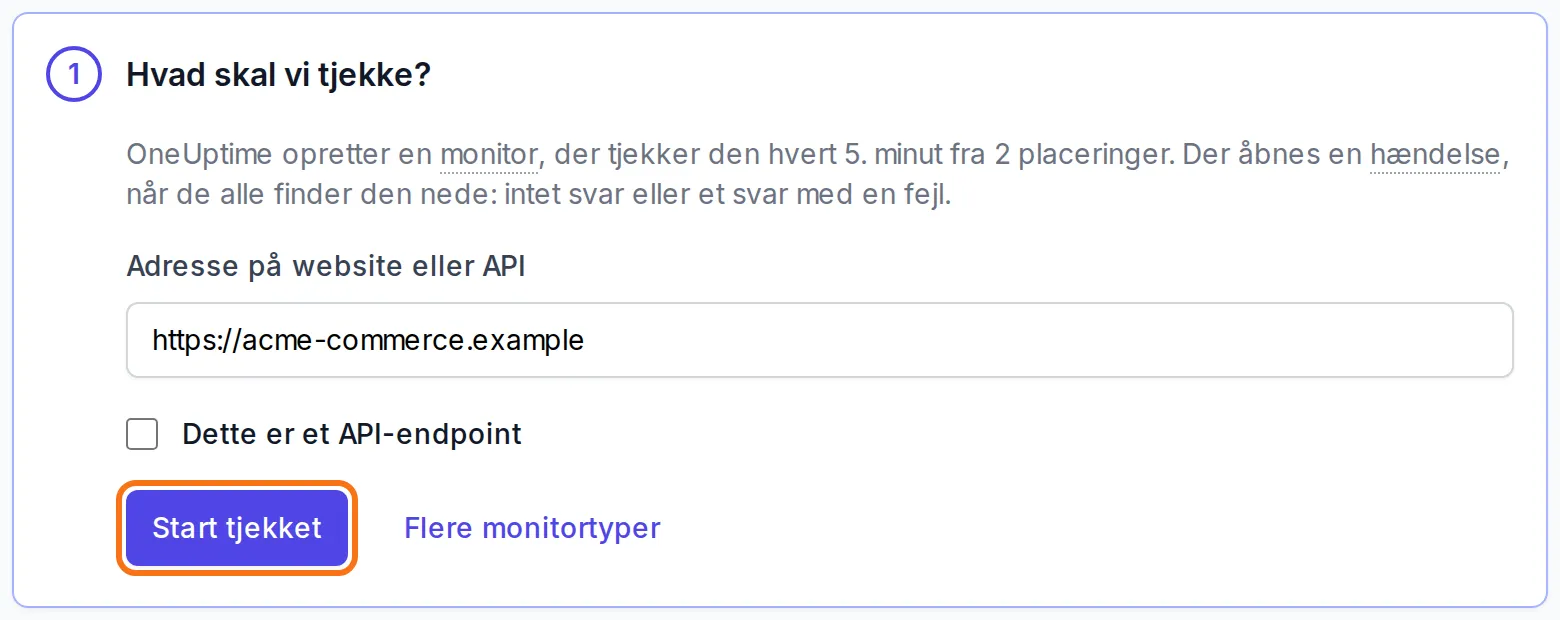 1
Hvad skal vi tjekke?
OneUptime opretter en monitor, der tjekker den hvert 5. minut fra 2 placeringer. Der åbnes en hændelse,
når de alle finder den nede: intet svar eller et svar med en fejl.
Adresse på website eller API
https://acme-commerce.example
Dette er et API-endpoint
Start tjekket
Flere monitortyper